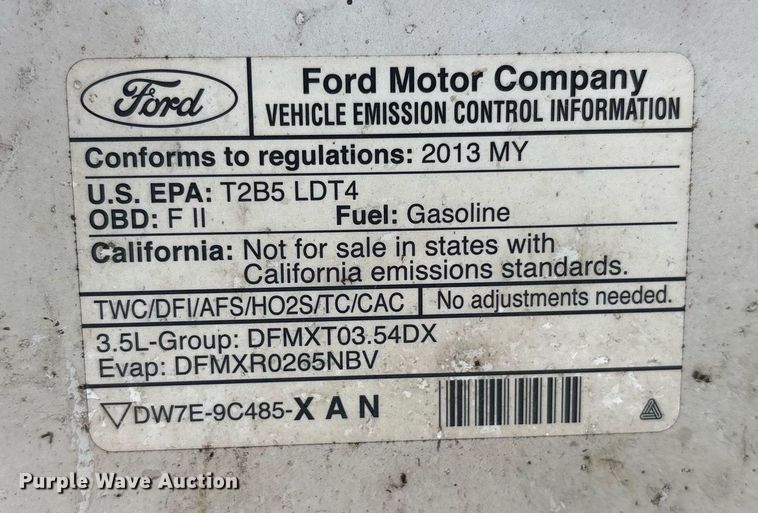 Ford
Ford Motor Company
VEHICLE EMISSION CONTROL INFORMATION
Conforms to regulations: 2013 MY
U.S. EPA: T2B5 LDT4
OBD: F II Fuel: Gasoline
California: Not for sale in states with
California emissions standards.
TWC/DFI/AFS/HO2S/TC/CAC No adjustments needed.
3.5L-Group: DFMXT03.54DX
Evap: DFMXR0265NBV
DW7E-9C485-XAN
Purple Wave Auction